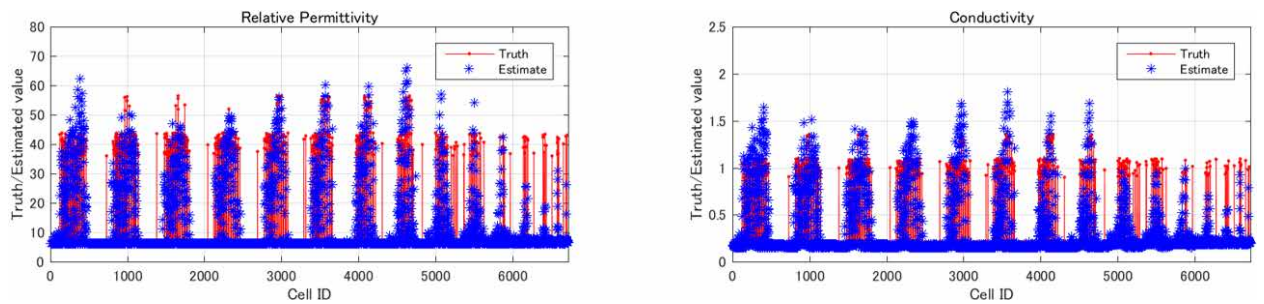 Relative Permittivity
80
70
60
50
40
30
20
10
0
Truth/Estimated value
0 1000 2000 3000 4000 5000 6000
Cell ID
Truth
Estimate
Conductivity
2.5
2
1.5
1
0.5
0
Truth/Estimated value
0 1000 2000 3000 4000 5000 6000
Cell ID
Truth
Estimate